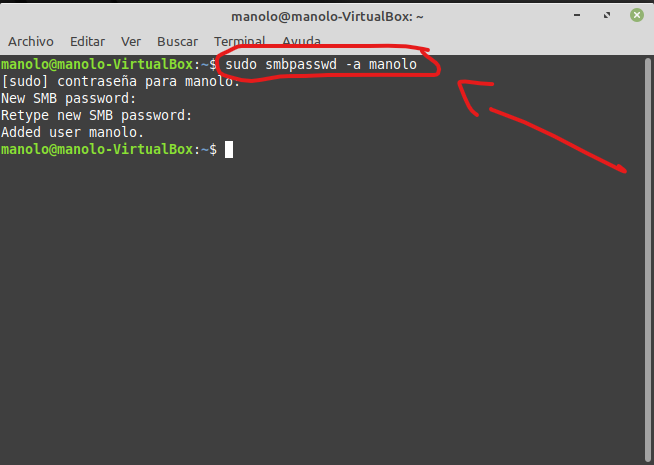 manolo@manolo-VirtualBox: ~
Archivo Editar Ver Buscar Terminal Ayuda
manolo@manolo-VirtualBox:~$ sudo smbpasswd -a manolo
[sudo] contraseña para manolo:
New SMB password:
Retype new SMB password:
Added user manolo.
manolo@manolo-VirtualBox:~$